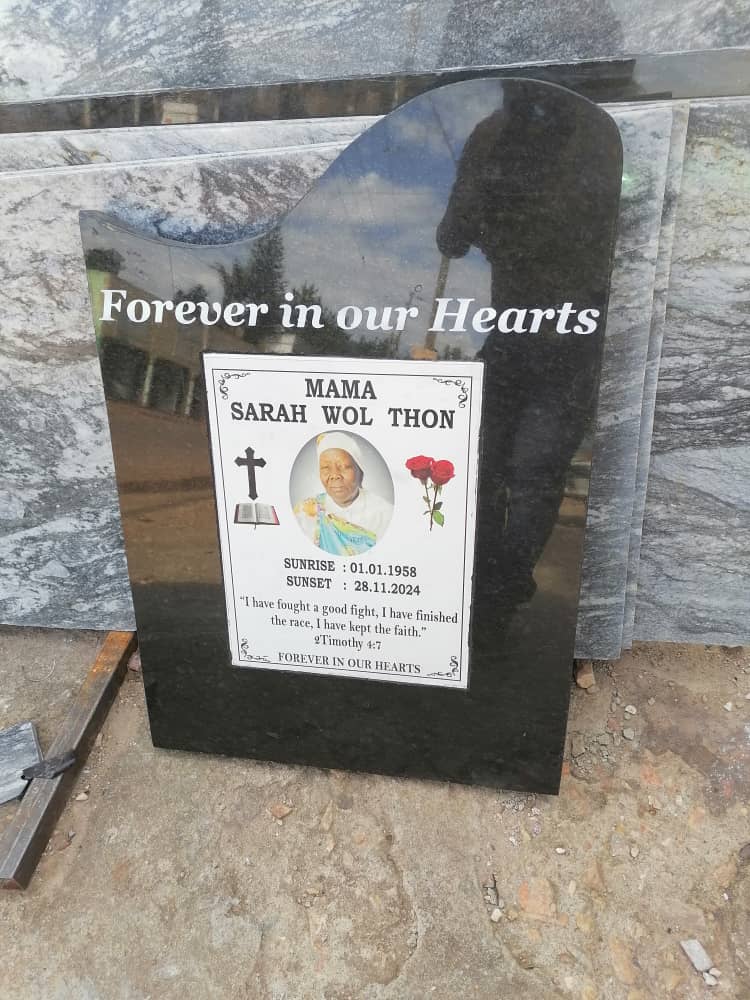 Forever in our Hearts
MAMA
SARAH WOL THON
SUNRISE : 01.01.1958
SUNSET : 28.11.2024
“I have fought a good fight, I have finished
the race, I have kept the faith.”
2Timothy 4:7
FOREVER IN OUR HEARTS